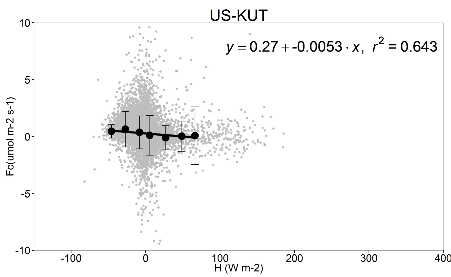 US-KUT
y = 0.27 + -0.0053 · x, r² = 0.643
10
5
0
-5
-10
Fc(umol m-2 s-1)
-100 0 100 200 300 400
H (W m-2)